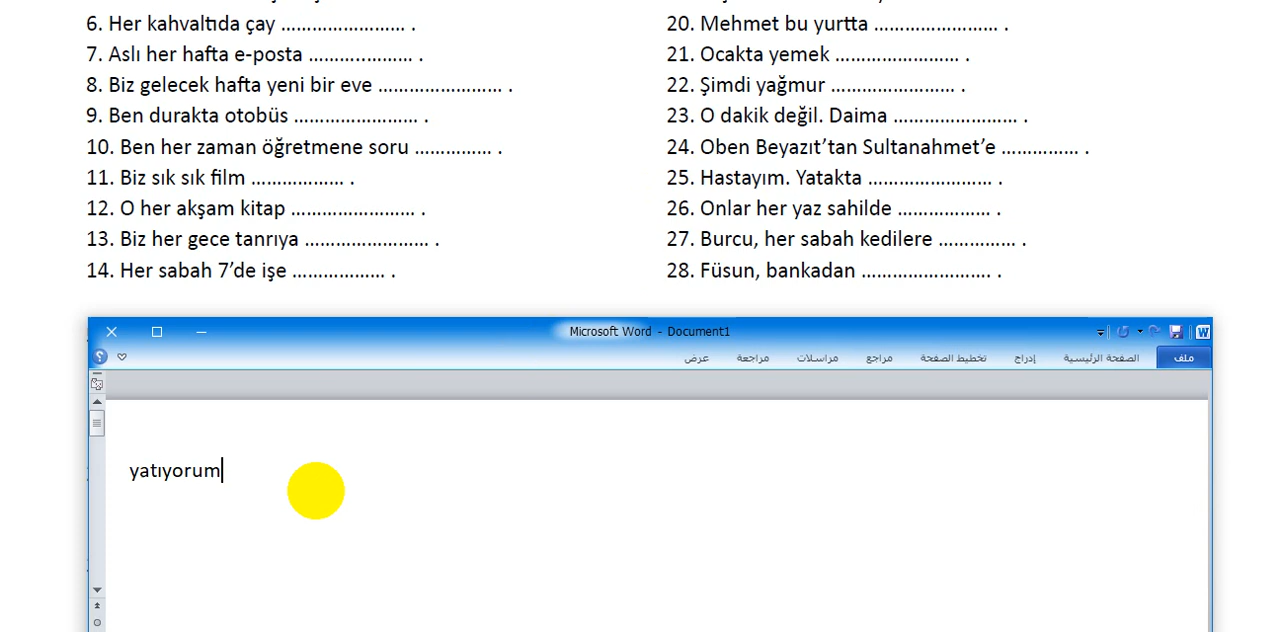 6. Her kahvaltıda çay …………………… .
7. Aslı her hafta e-posta ………..……… .
8. Biz gelecek hafta yeni bir eve …………………… .
9. Ben durakta otobüs …………………… .
10. Ben her zaman öğretmene soru …………… .
11. Biz sık sık film ……………… .
12. O her akşam kitap …………………… .
13. Biz her gece tanrıya …………………… .
14. Her sabah 7’de işe ……………… .
20. Mehmet bu yurtta …………………… .
21. Ocakta yemek …………………… .
22. Şimdi yağmur …………………… .
23. O dakik değil. Daima …………………… .
24. Oben Beyazıt’tan Sultanahmet’e …………… .
25. Hastayım. Yatakta …………………… .
26. Onlar her yaz sahilde ……………… .
27. Burcu, her sabah kedilere …………… .
28. Füsun, bankadan ……………………. .
Microsoft Word - Document1
ملف الصفحة الرئيسية إدراج تخطيط الصفحة مراجع مراسلات مراجعة عرض
yatıyorum